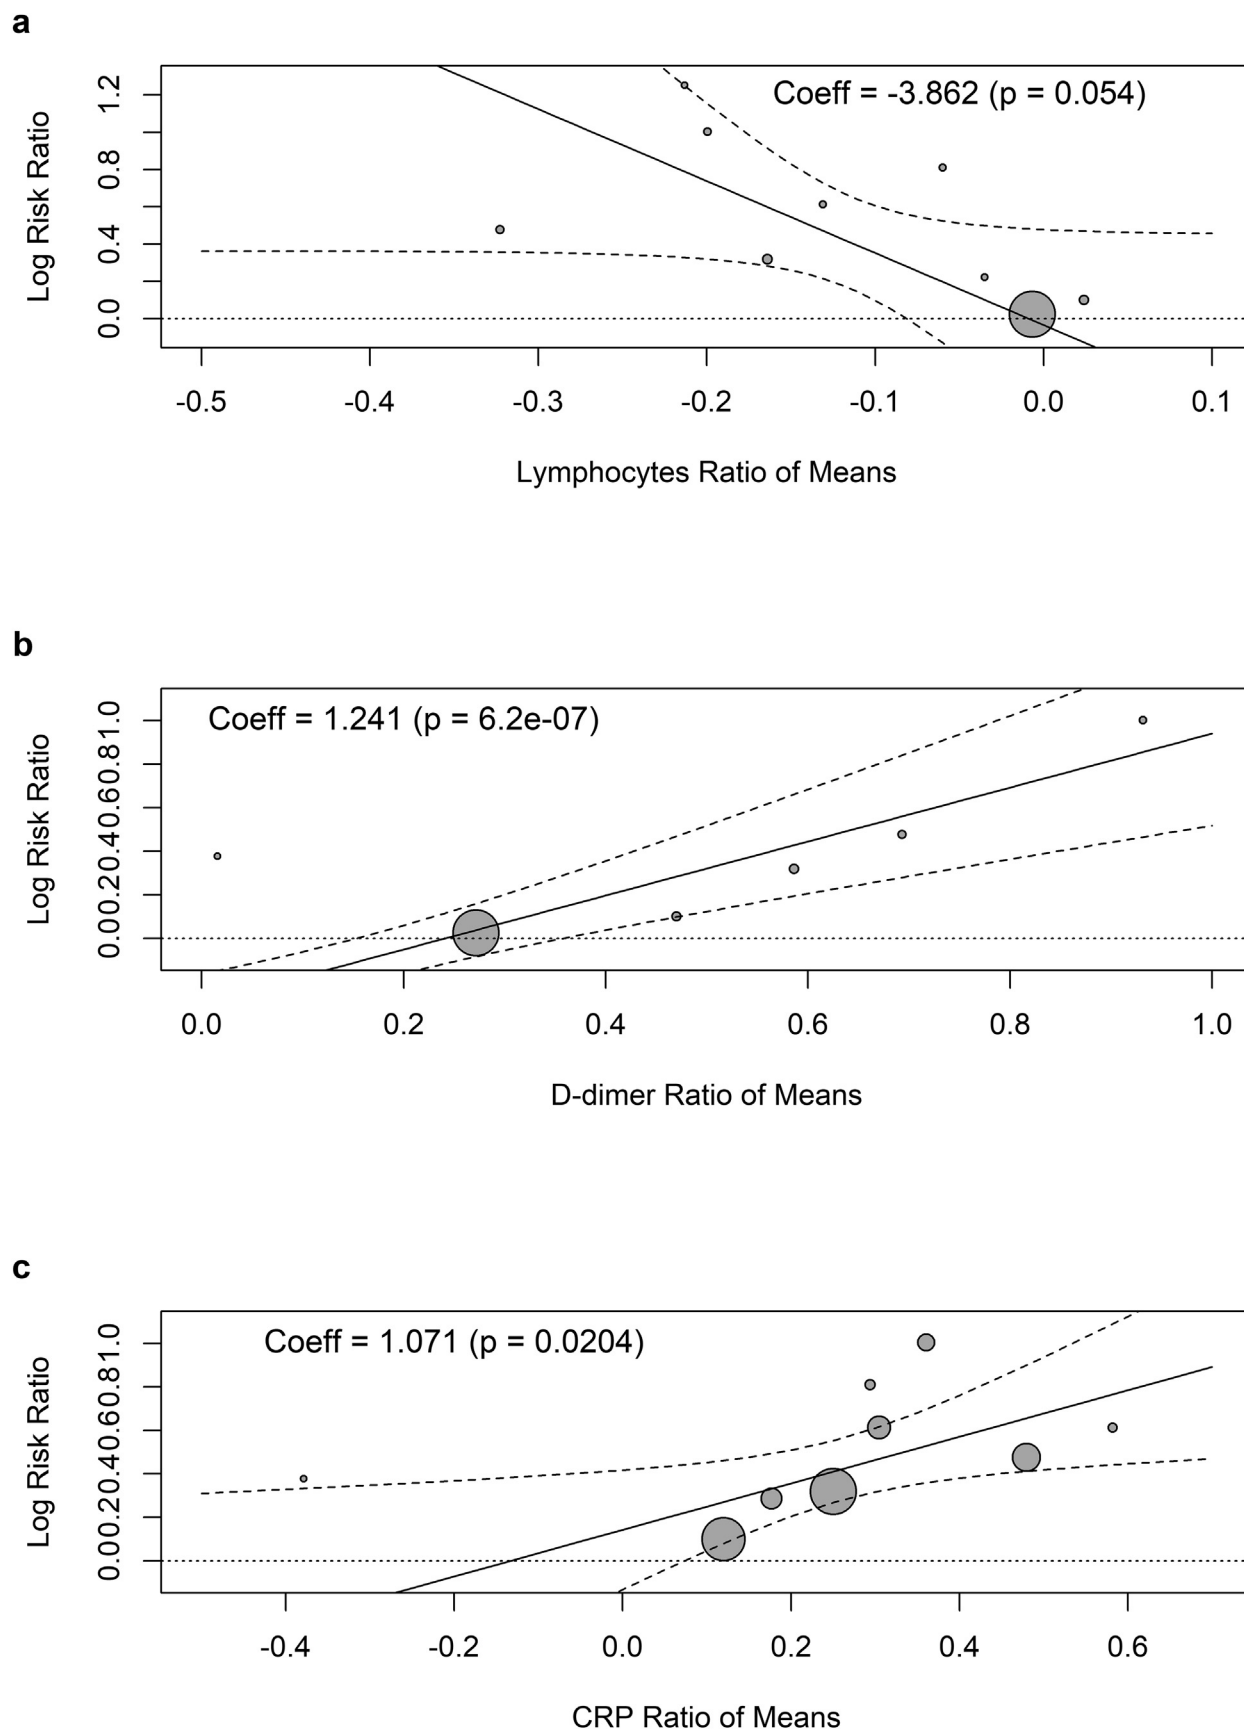 a
Coeff = -3.862 (p = 0.054)
Log Risk Ratio
0.0 0.4 0.8 1.2
-0.5 -0.4 -0.3 -0.2 -0.1 0.0 0.1
Lymphocytes Ratio of Means
b
Coeff = 1.241 (p = 6.2e-07)
Log Risk Ratio
0.00.20.40.60.81.0
0.0 0.2 0.4 0.6 0.8 1.0
D-dimer Ratio of Means
c
Coeff = 1.071 (p = 0.0204)
Log Risk Ratio
0.00.20.40.60.81.0
-0.4 -0.2 0.0 0.2 0.4 0.6
CRP Ratio of Means